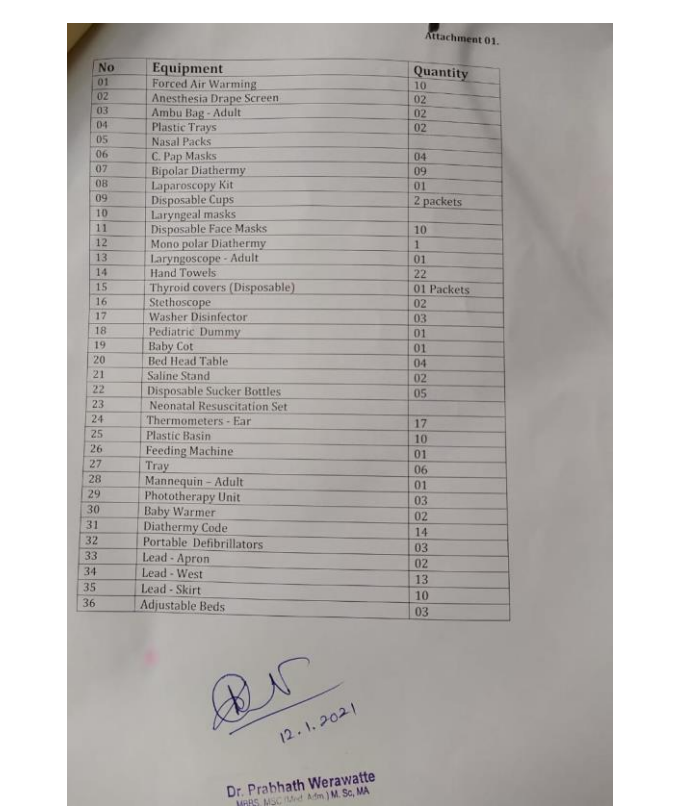 Attachment 01.
No Equipment Quantity
01 Forced Air Warming 10
02 Anesthesia Drape Screen 02
03 Ambu Bag - Adult 02
04 Plastic Trays 02
05 Nasal Packs
06 C. Pap Masks 04
07 Bipolar Diathermy 09
08 Laparoscopy Kit 01
09 Disposable Cups 2 packets
10 Laryngeal masks
11 Disposable Face Masks 10
12 Mono polar Diathermy 1
13 Laryngoscope - Adult 01
14 Hand Towels 22
15 Thyroid covers (Disposable) 01 Packets
16 Stethoscope 02
17 Washer Disinfector 03
18 Pediatric Dummy 01
19 Baby Cot 01
20 Bed Head Table 04
21 Saline Stand 02
22 Disposable Sucker Bottles 05
23 Neonatal Resuscitation Set
24 Thermometers - Ear 17
25 Plastic Basin 10
26 Feeding Machine 01
27 Tray 06
28 Mannequin – Adult 01
29 Phototherapy Unit 03
30 Baby Warmer 02
31 Diathermy Code 14
32 Portable Defibrillators 03
33 Lead - Apron 02
34 Lead - West 13
35 Lead - Skirt 10
36 Adjustable Beds 03
12.1.2021
Dr. Prabhath Werawatte
MBBS, MSC (Med. Adm.) M. Sc, MA